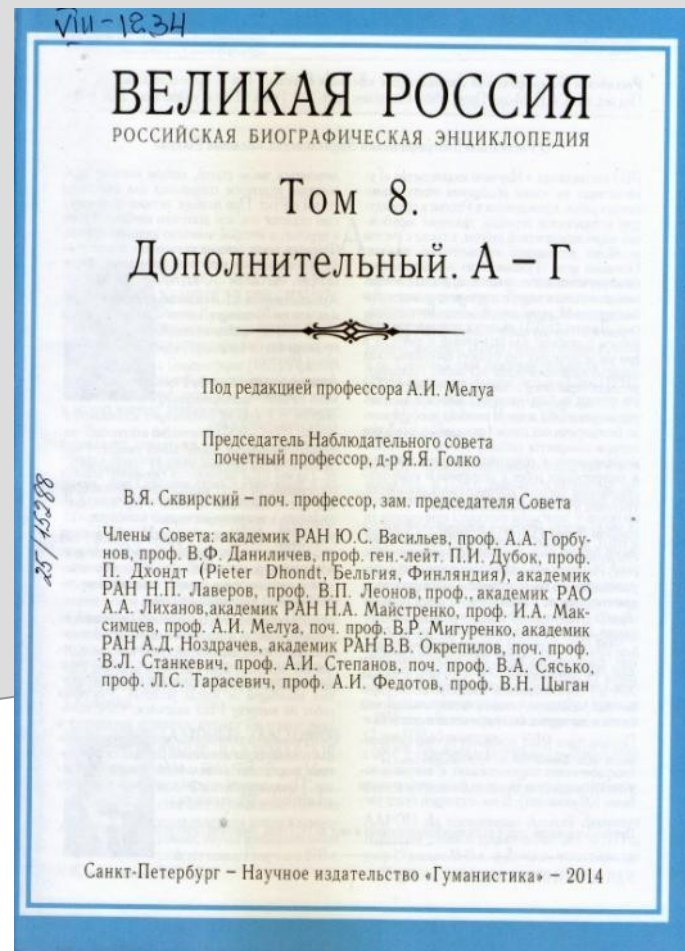 VIII-1234
ВЕЛИКАЯ РОССИЯ
РОССИЙСКАЯ БИОГРАФИЧЕСКАЯ ЭНЦИКЛОПЕДИЯ
Том 8.
Дополнительный. А – Г
Под редакцией профессора А.И. Мелуа
Председатель Наблюдательного совета
почетный профессор, д-р Я.Я. Голко
В.Я. Сквирский – поч. профессор, зам. председателя Совета
Члены Совета: академик РАН Ю.С. Васильев, проф. А.А. Горбу-
нов, проф. В.Ф. Даниличев, проф. ген.-лейт. П.И. Дубок, проф.
П. Дхондт (Pieter Dhondt, Бельгия, Финляндия), академик
РАН Н.П. Лаверов, проф. В.П. Леонов, проф., академик РАО
А.А. Лиханов,академик РАН Н.А. Майстренко, проф. И.А. Мак-
симцев, проф. А.И. Мелуа, поч. проф. В.Р. Мигуренко, академик
РАН А.Д. Ноздрачев, академик РАН В.В. Окрепилов, поч. проф.
В.Л. Станкевич, проф. А.И. Степанов, поч. проф. В.А. Сясько,
проф. Л.С. Тарасевич, проф. А.И. Федотов, проф. В.Н. Цыган
25/15288
Санкт-Петербург – Научное издательство «Гуманистика» – 2014